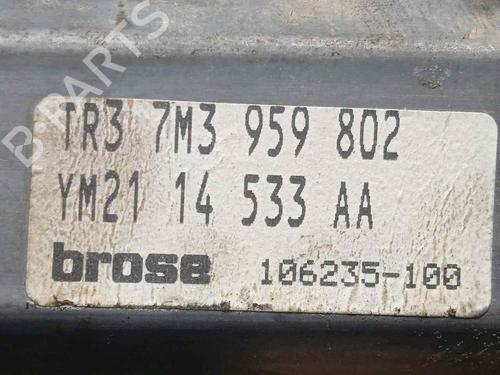 B PARTS
TR3 7M3 959 802
YM21 14 533 AA
brose 106235-100